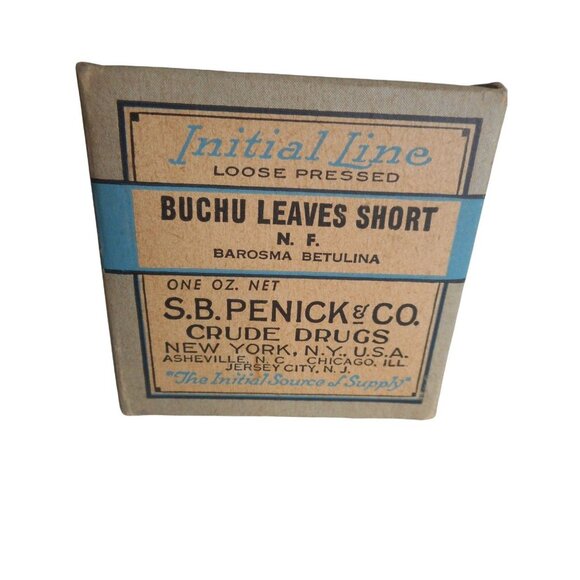 Initial Line
LOOSE PRESSED
BUCHU LEAVES SHORT
N. F.
BAROSMA BETULINA
ONE OZ. NET
S.B. PENICK & CO.
CRUDE DRUGS
NEW YORK, N.Y., U.S.A.
ASHEVILLE, N. C. CHICAGO, ILL.
JERSEY CITY, N. J.
"The Initial Source of Supply"